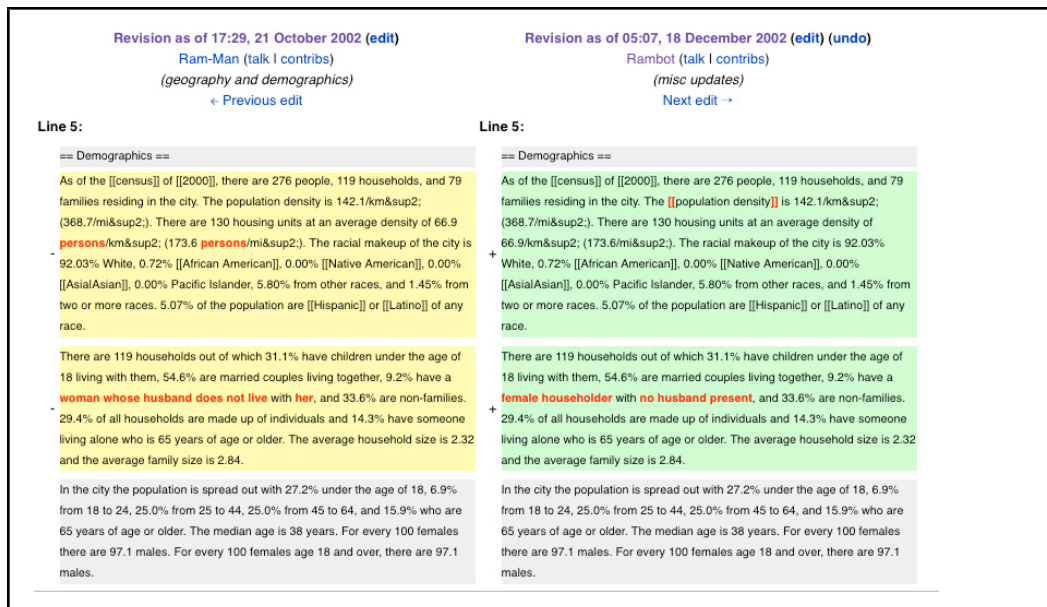 Revision as of 17:29, 21 October 2002 (edit)
Ram-Man (talk | contribs)
(geography and demographics)
← Previous edit
Revision as of 05:07, 18 December 2002 (edit) (undo)
Rambot (talk | contribs)
(misc updates)
Next edit →
Line 5:
== Demographics ==
-
As of the [[census]] of [[2000]], there are 276 people, 119 households, and 79
families residing in the city. The population density is 142.1/km&sup2;
(368.7/mi&sup2;). There are 130 housing units at an average density of 66.9
persons/km&sup2; (173.6 persons/mi&sup2;). The racial makeup of the city is
92.03% White, 0.72% [[African American]], 0.00% [[Native American]], 0.00%
[[AsialAsian]], 0.00% Pacific Islander, 5.80% from other races, and 1.45% from
two or more races. 5.07% of the population are [[Hispanic]] or [[Latino]] of any
race.
-
There are 119 households out of which 31.1% have children under the age of
18 living with them, 54.6% are married couples living together, 9.2% have a
woman whose husband does not live with her, and 33.6% are non-families.
29.4% of all households are made up of individuals and 14.3% have someone
living alone who is 65 years of age or older. The average household size is 2.32
and the average family size is 2.84.
In the city the population is spread out with 27.2% under the age of 18, 6.9%
from 18 to 24, 25.0% from 25 to 44, 25.0% from 45 to 64, and 15.9% who are
65 years of age or older. The median age is 38 years. For every 100 females
there are 97.1 males. For every 100 females age 18 and over, there are 97.1
males.
Line 5:
== Demographics ==
+
As of the [[census]] of [[2000]], there are 276 people, 119 households, and 79
families residing in the city. The [[population density]] is 142.1/km&sup2;
(368.7/mi&sup2;). There are 130 housing units at an average density of
66.9/km&sup2; (173.6/mi&sup2;). The racial makeup of the city is 92.03%
White, 0.72% [[African American]], 0.00% [[Native American]], 0.00%
[[AsialAsian]], 0.00% Pacific Islander, 5.80% from other races, and 1.45% from
two or more races. 5.07% of the population are [[Hispanic]] or [[Latino]] of any
race.
+
There are 119 households out of which 31.1% have children under the age of
18 living with them, 54.6% are married couples living together, 9.2% have a
female householder with no husband present, and 33.6% are non-families.
29.4% of all households are made up of individuals and 14.3% have someone
living alone who is 65 years of age or older. The average household size is 2.32
and the average family size is 2.84.
In the city the population is spread out with 27.2% under the age of 18, 6.9%
from 18 to 24, 25.0% from 25 to 44, 25.0% from 45 to 64, and 15.9% who are
65 years of age or older. The median age is 38 years. For every 100 females
there are 97.1 males. For every 100 females age 18 and over, there are 97.1
males.